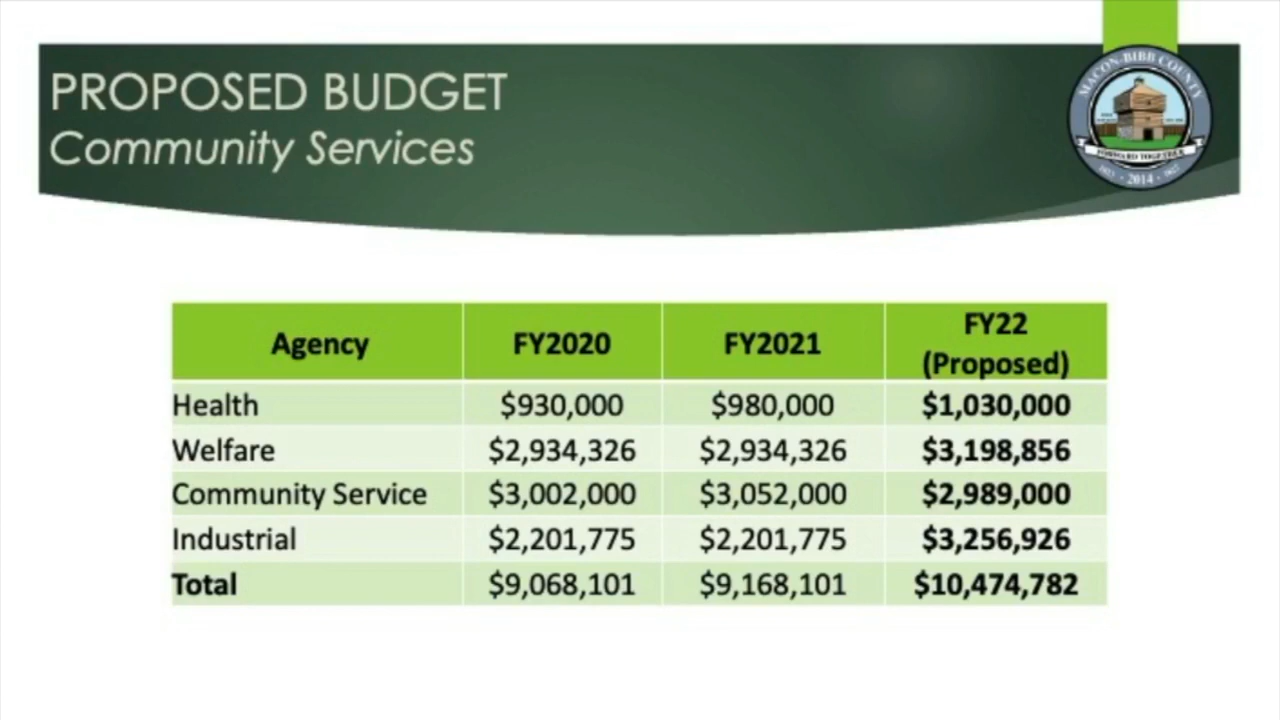 PROPOSED BUDGET
Community Services
MACON-BIBB COUNTY
FORWARD TOGETHER
2014
Agency FY2020 FY2021 FY22 (Proposed)
Health $930,000 $980,000 $1,030,000
Welfare $2,934,326 $2,934,326 $3,198,856
Community Service $3,002,000 $3,052,000 $2,989,000
Industrial $2,201,775 $2,201,775 $3,256,926
Total $9,068,101 $9,168,101 $10,474,782